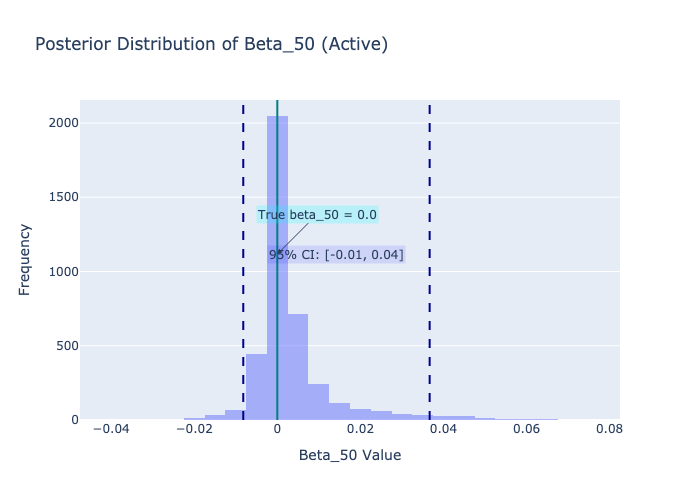 Posterior Distribution of Beta_50 (Active)
2000
1500
1000
500
0
Frequency
True beta_50 = 0.0
95% CI: [-0.01, 0.04]
−0.04
−0.02
0
0.02
0.04
0.06
0.08
Beta_50 Value